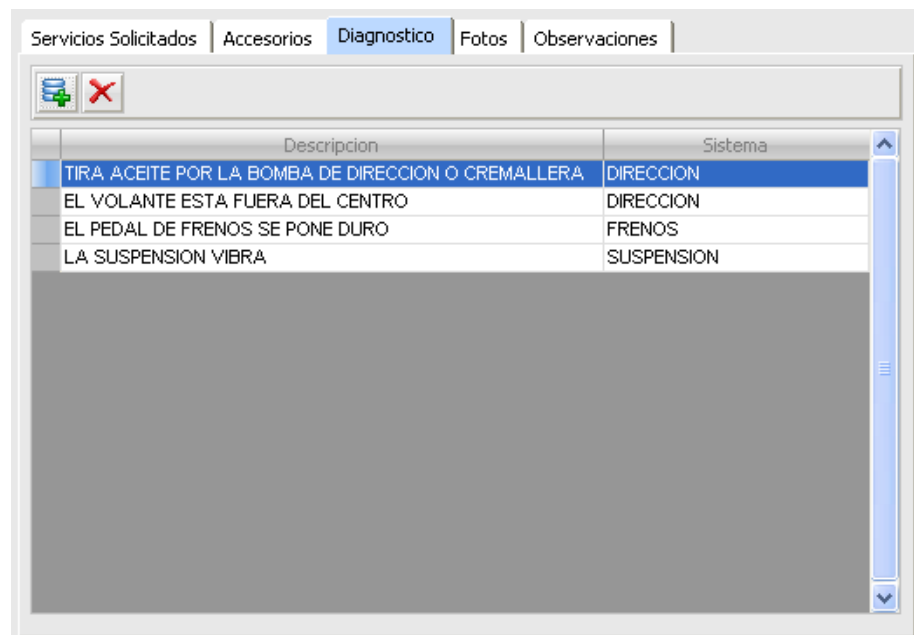 Servicios Solicitados Accesorios Diagnostico Fotos Observaciones
Descripcion Sistema
TIRA ACEITE POR LA BOMBA DE DIRECCION O CREMALLERA DIRECCION
EL VOLANTE ESTA FUERA DEL CENTRO DIRECCION
EL PEDAL DE FRENOS SE PONE DURO FRENOS
LA SUSPENSION VIBRA SUSPENSION